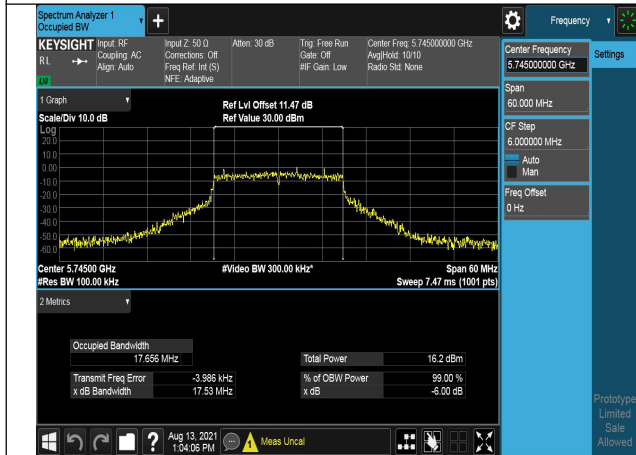 Spectrum Analyzer 1
Occupied BW
+
Frequency
KEYSIGHT
Input: RF
Input Z: 50 Ω
Atten: 30 dB
Trig: Free Run
Center Freq: 5.745000000 GHz
R L
Coupling: AC
Corrections: Off
Gate: Off
Avg|Hold: 10/10
Align: Auto
Freq Ref: Int (S)
#IF Gain: Low
Radio Std: None
NFE: Adaptive
Center Frequency
5.745000000 GHz
Settings
Span
60.000 MHz
CF Step
6.000000 MHz
Auto
Man
Freq Offset
0 Hz
1 Graph
Ref Lvl Offset 11.47 dB
Scale/Div 10.0 dB
Ref Value 30.00 dBm
Log
20.0
10.0
0.00
-10.0
-20.0
-30.0
-40.0
-50.0
-60.0
Center 5.74500 GHz
#Video BW 300.00 kHz*
Span 60 MHz
#Res BW 100.00 kHz
Sweep 7.47 ms (1001 pts)
2 Metrics
Occupied Bandwidth
17.656 MHz
Total Power
16.2 dBm
Transmit Freq Error
-3.986 kHz
% of OBW Power
99.00 %
x dB Bandwidth
17.53 MHz
x dB
-6.00 dB
Prototype
Limited
Sale
Allowed
?
Aug 13, 2021
1:04:06 PM
Meas Uncal